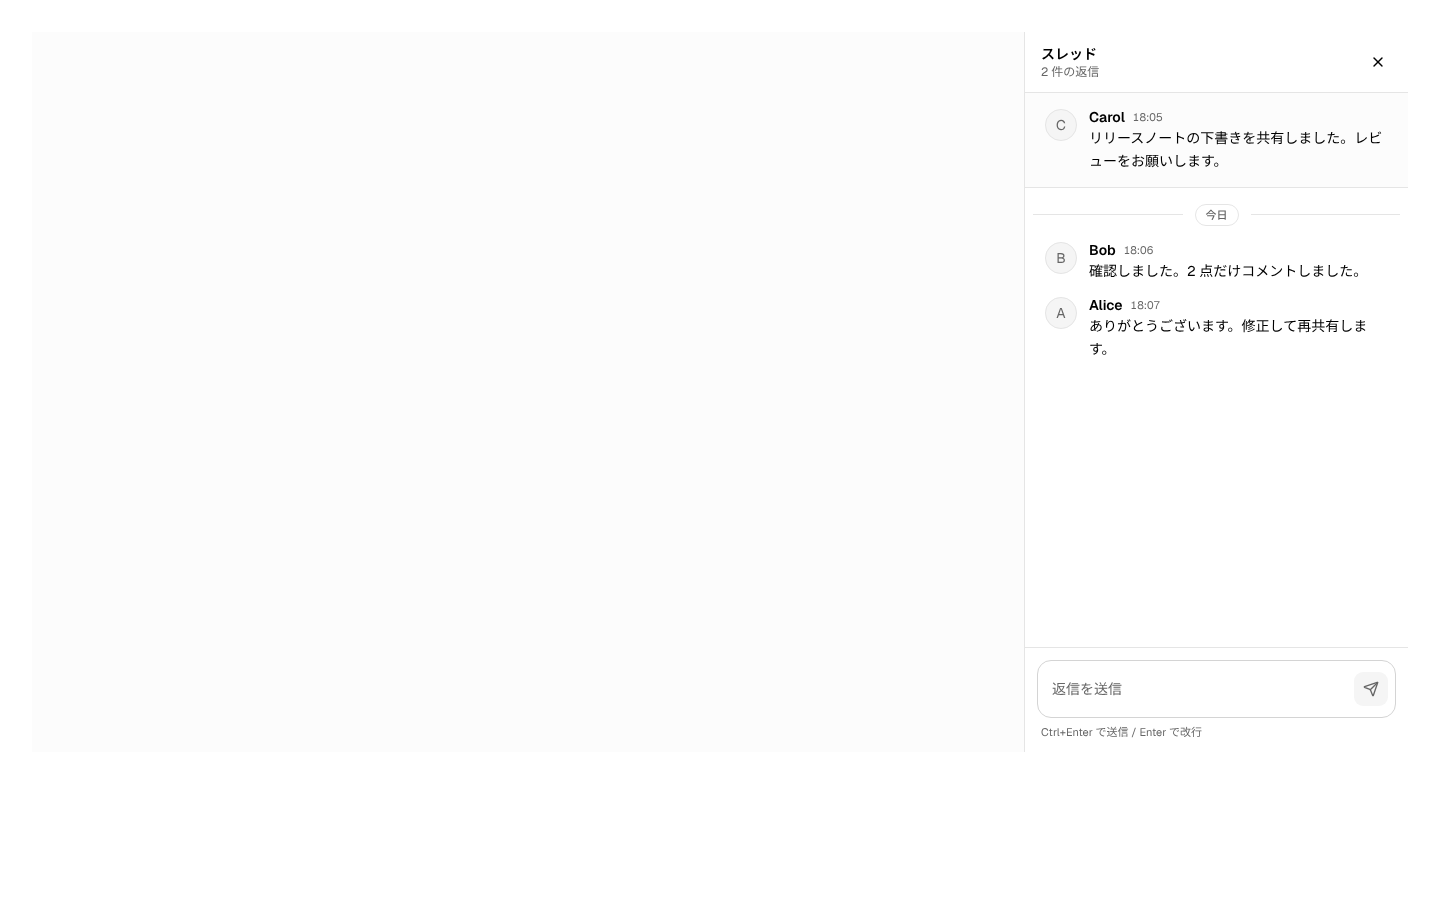 スレッド
2 件の返信
C
Carol 18:05
リリースノートの下書きを共有しました。レビ
ューをお願いします。
今日
B
Bob 18:06
確認しました。2 点だけコメントしました。
A
Alice 18:07
ありがとうございます。修正して再共有しま
す。
返信を送信
Ctrl+Enter で送信 / Enter で改行